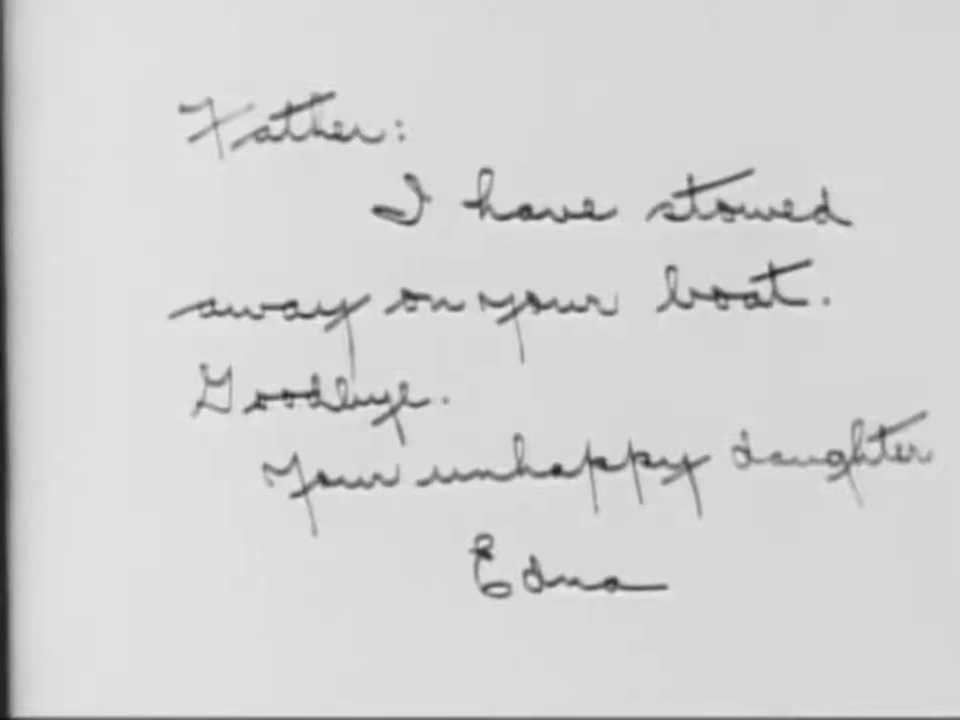 Father:
I have stowed
away on your boat.
Goodbye.
Your unhappy daughter
Edna